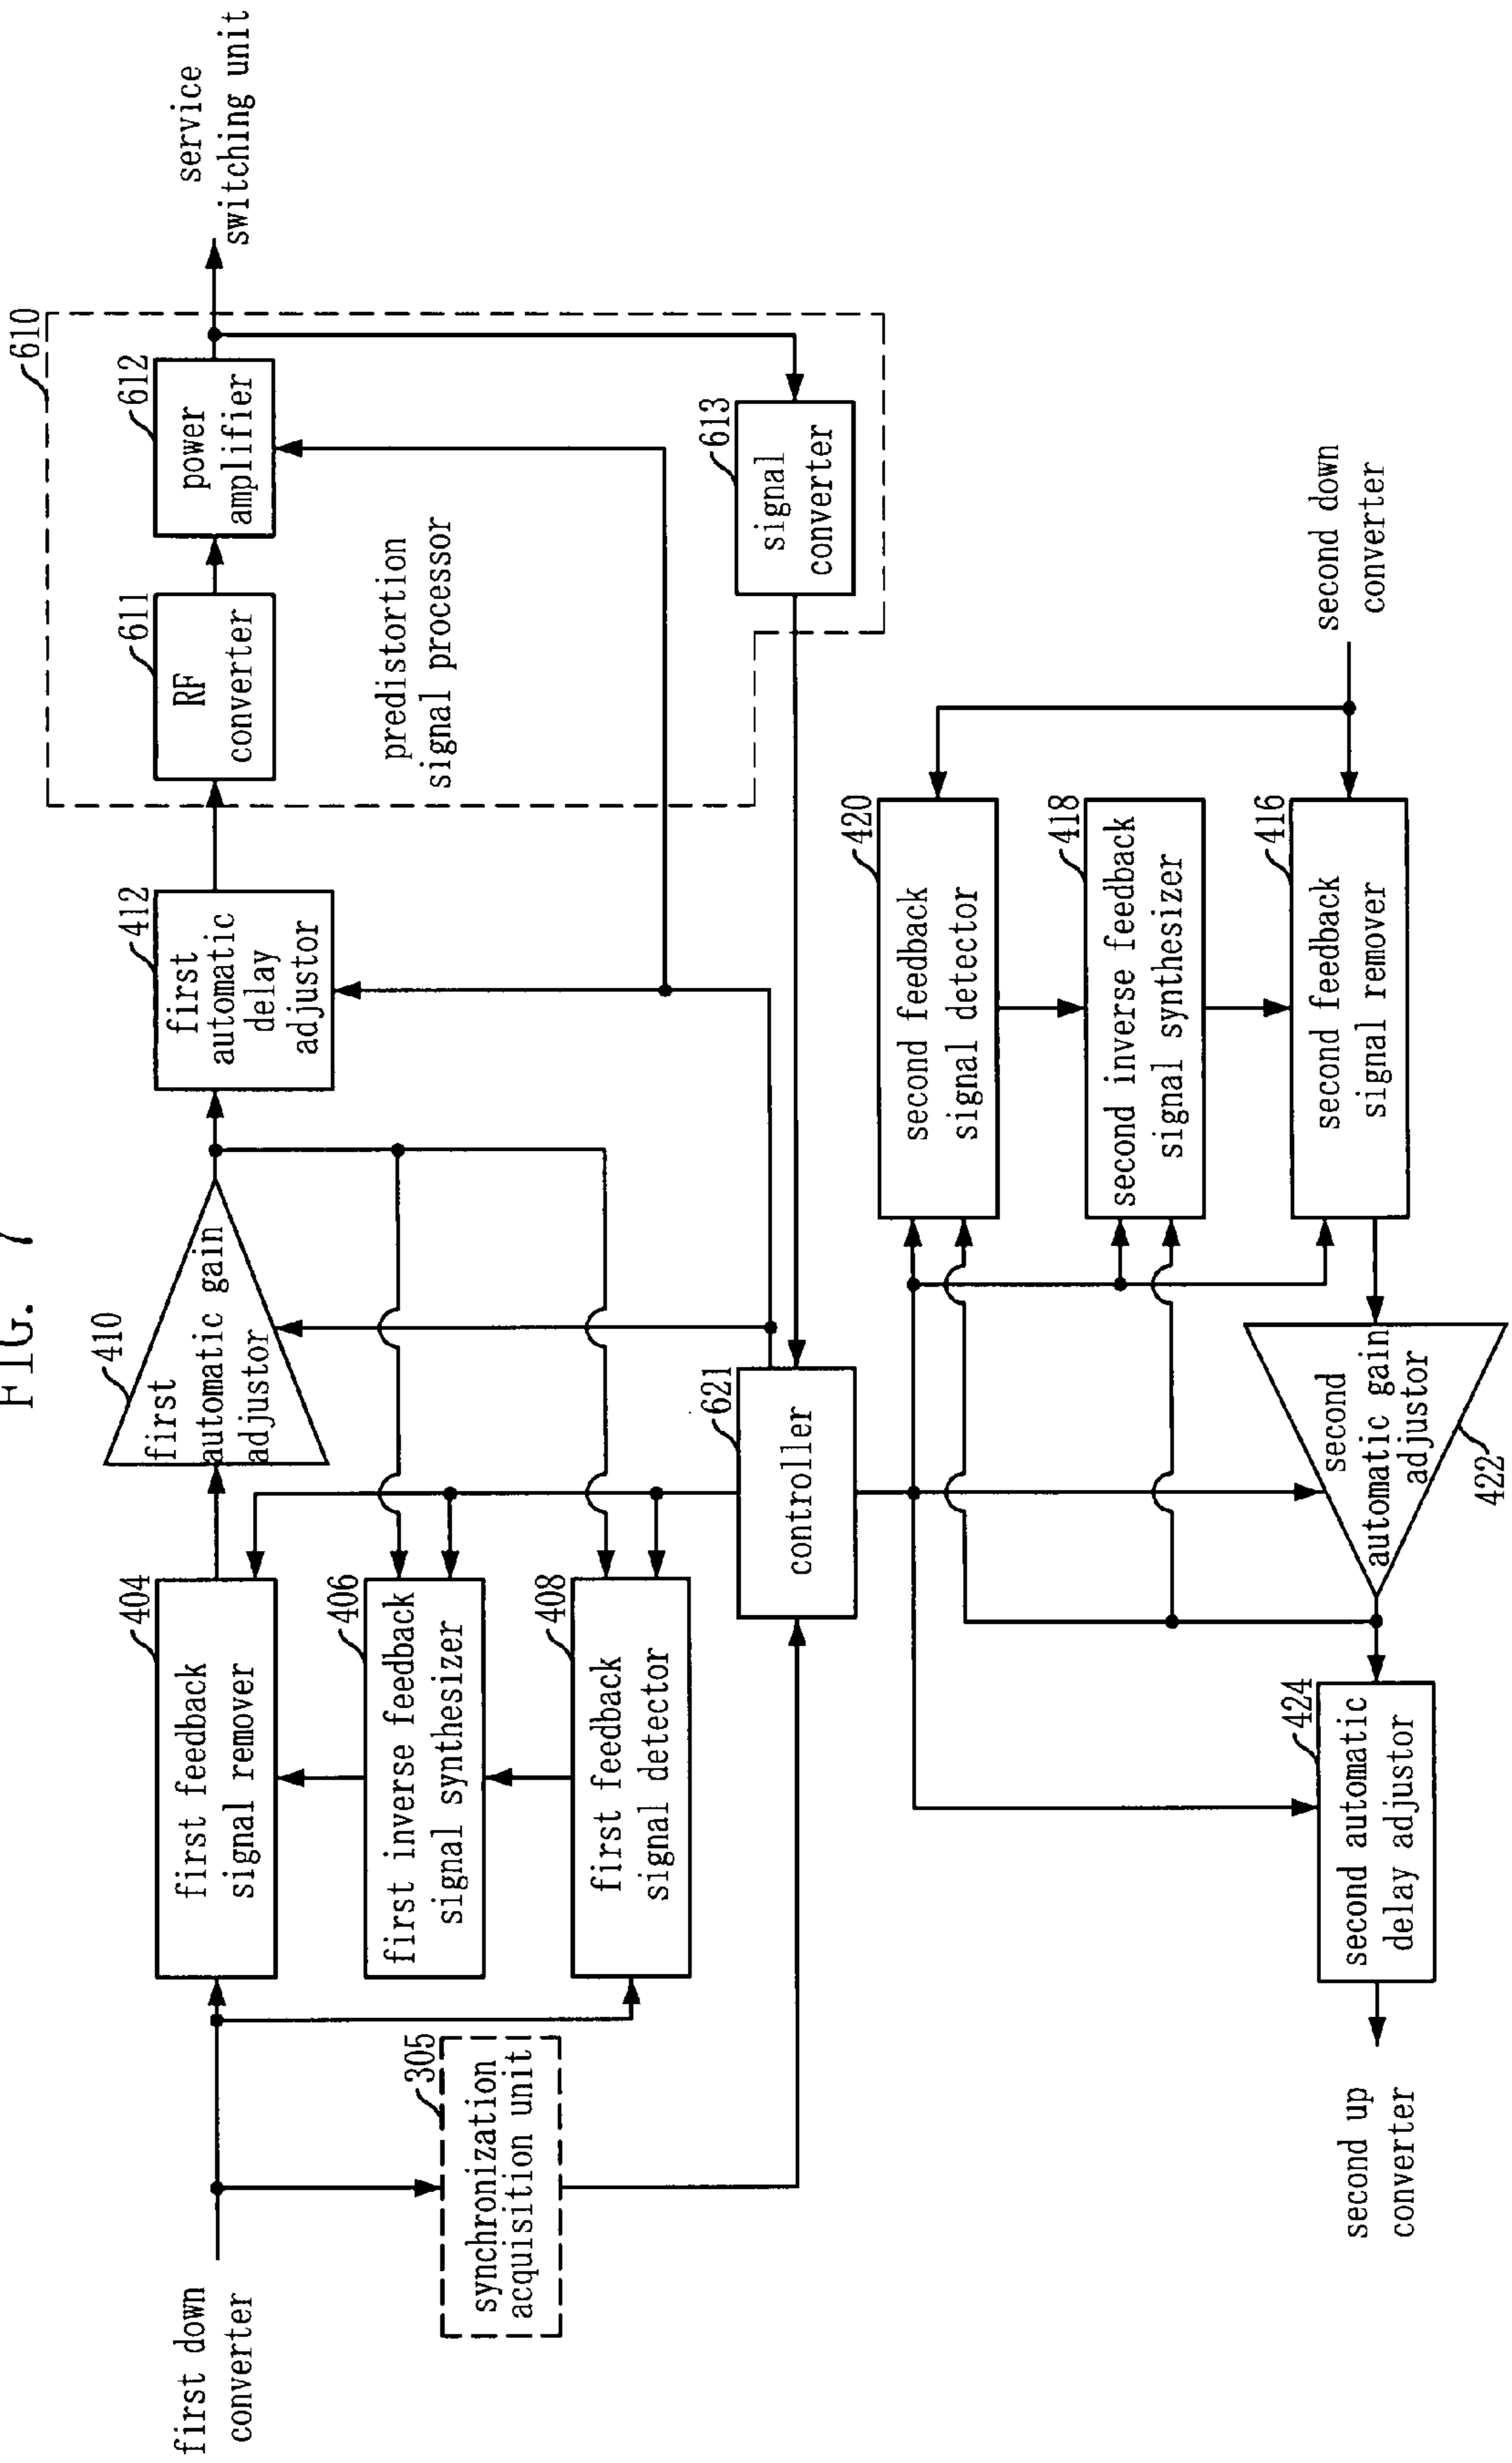 FIG. 7
first down
converter
305
synchronization
acquisition unit
404
first feedback
signal remover
406
first inverse feedback
signal synthesizer
408
first feedback
signal detector
410
first
automatic gain
adjustor
412
first
automatic
delay
adjustor
610
611
RF
converter
612
power
amplifier
predistortion
signal processor
613
signal
converter
service
switching unit
621
controller
420
second feedback
signal detector
418
second inverse feedback
signal synthesizer
416
second feedback
signal remover
second down
converter
second
automatic gain
adjustor
422
424
second automatic
delay adjustor
second up
converter